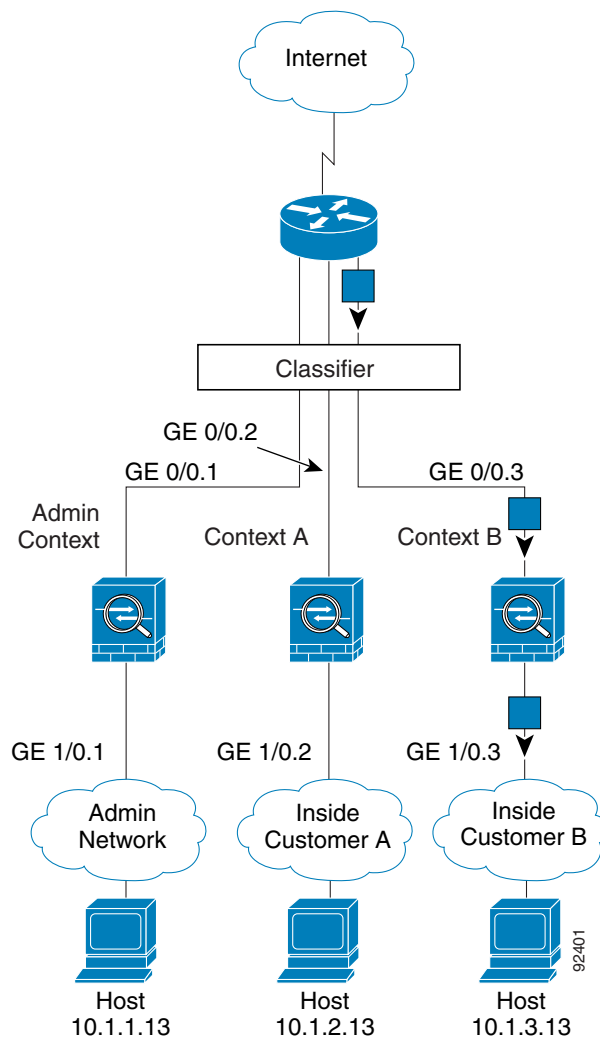 Internet
Classifier
GE 0/0.2
GE 0/0.1
GE 0/0.3
Admin
Context
Context A
Context B
GE 1/0.1
GE 1/0.2
GE 1/0.3
Admin
Network
Inside
Customer A
Inside
Customer B
92401
Host
10.1.1.13
Host
10.1.2.13
Host
10.1.3.13